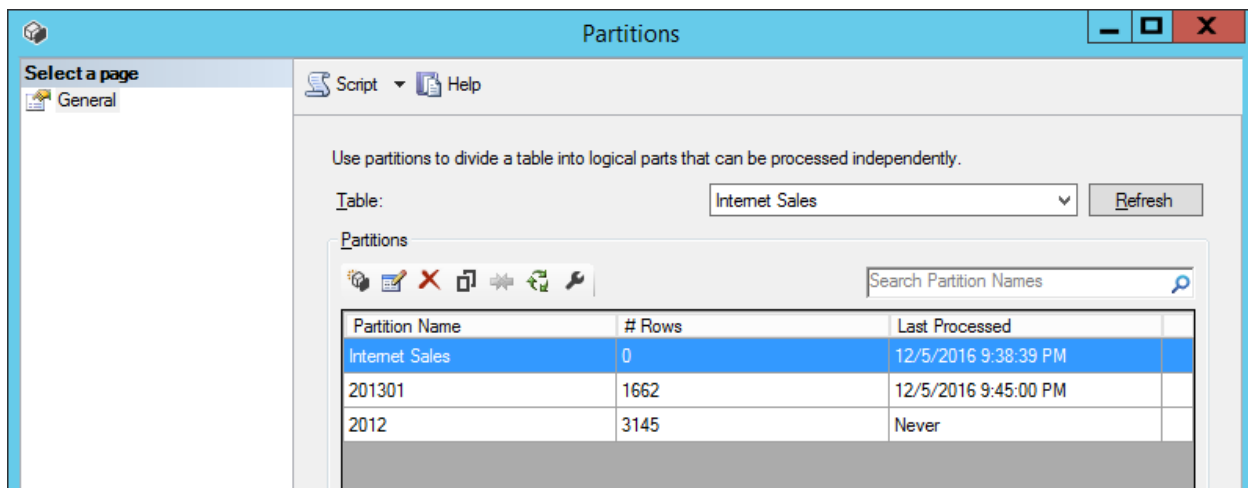 Partitions
Select a page
General
Script Help
Use partitions to divide a table into logical parts that can be processed independently.
Table: Internet Sales Refresh
Partitions
Search Partition Names
Partition Name # Rows Last Processed
Internet Sales 0 12/5/2016 9:38:39 PM
201301 1662 12/5/2016 9:45:00 PM
2012 3145 Never